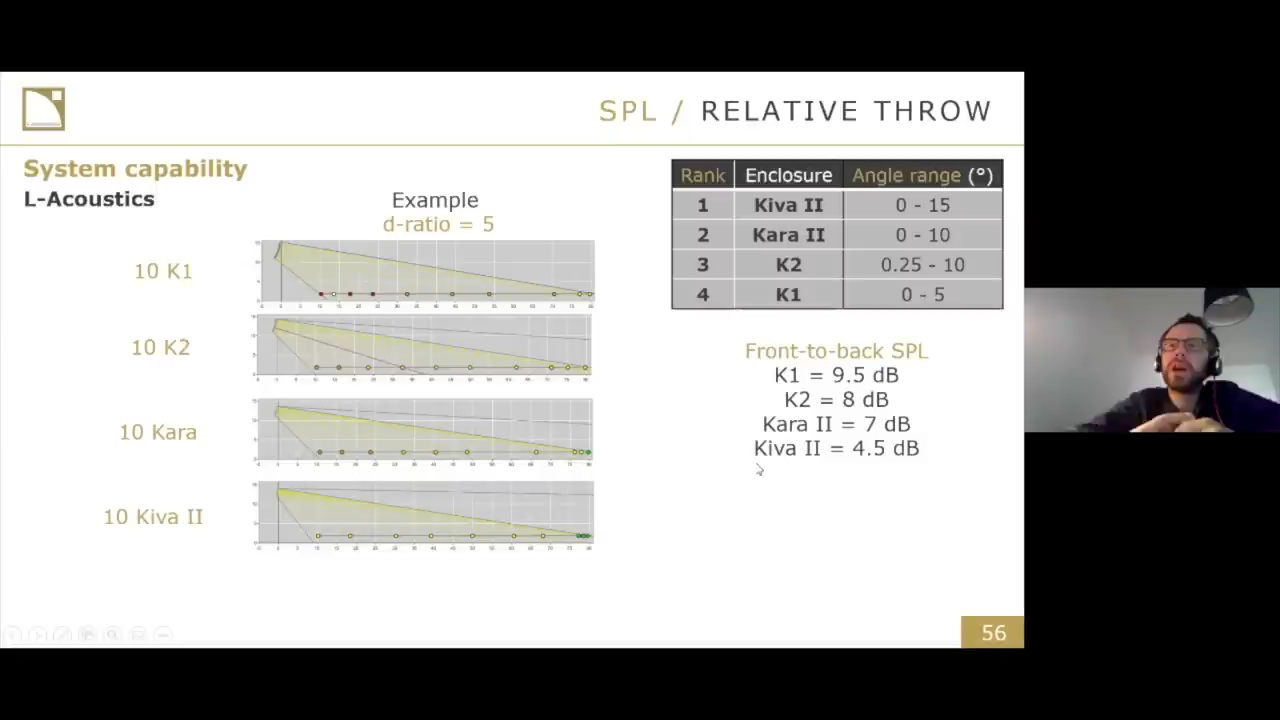 SPL / RELATIVE THROW
System capability
L-Acoustics
Example
d-ratio = 5
10 K1
10 K2
10 Kara
10 Kiva II
Rank Enclosure Angle range (°)
1 Kiva II 0 - 15
2 Kara II 0 - 10
3 K2 0.25 - 10
4 K1 0 - 5
Front-to-back SPL
K1 = 9.5 dB
K2 = 8 dB
Kara II = 7 dB
Kiva II = 4.5 dB
56